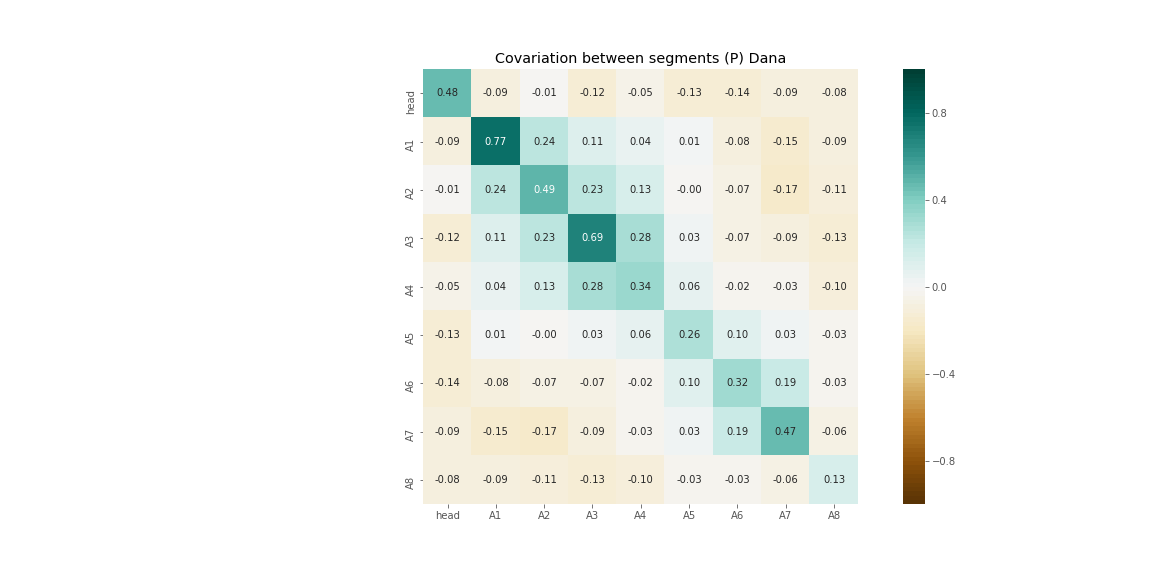 Covariation between segments (P) Dana
head 0.48 -0.09 -0.01 -0.12 -0.05 -0.13 -0.14 -0.09 -0.08
A1 -0.09 0.77 0.24 0.11 0.04 0.01 -0.08 -0.15 -0.09
A2 -0.01 0.24 0.49 0.23 0.13 -0.00 -0.07 -0.17 -0.11
A3 -0.12 0.11 0.23 0.69 0.28 0.03 -0.07 -0.09 -0.13
A4 -0.05 0.04 0.13 0.28 0.34 0.06 -0.02 -0.03 -0.10
A5 -0.13 0.01 -0.00 0.03 0.06 0.26 0.10 0.03 -0.03
A6 -0.14 -0.08 -0.07 -0.07 -0.02 0.10 0.32 0.19 -0.03
A7 -0.09 -0.15 -0.17 -0.09 -0.03 0.03 0.19 0.47 -0.06
A8 -0.08 -0.09 -0.11 -0.13 -0.10 -0.03 -0.03 -0.06 0.13
head A1 A2 A3 A4 A5 A6 A7 A8
0.8
0.4
0.0
−0.4
−0.8